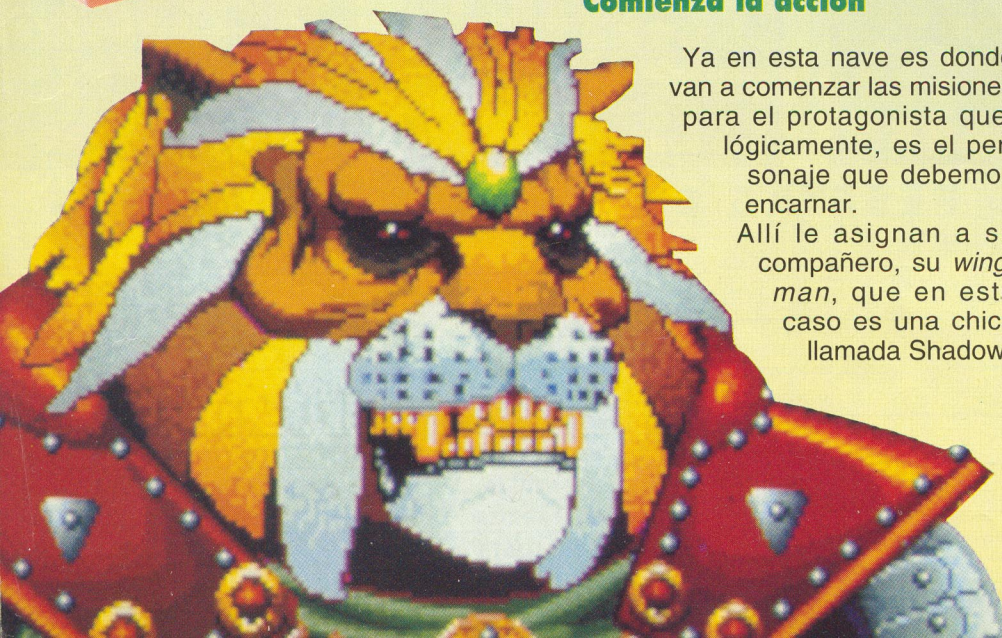 Comienza la acción
Ya en esta nave es donde
van a comenzar las misione
para el protagonista que
lógicamente, es el per
sonaje que debemo
encarnar.
Allí le asignan a s
compañero, su wing
man, que en est
caso es una chic
llamada Shadow